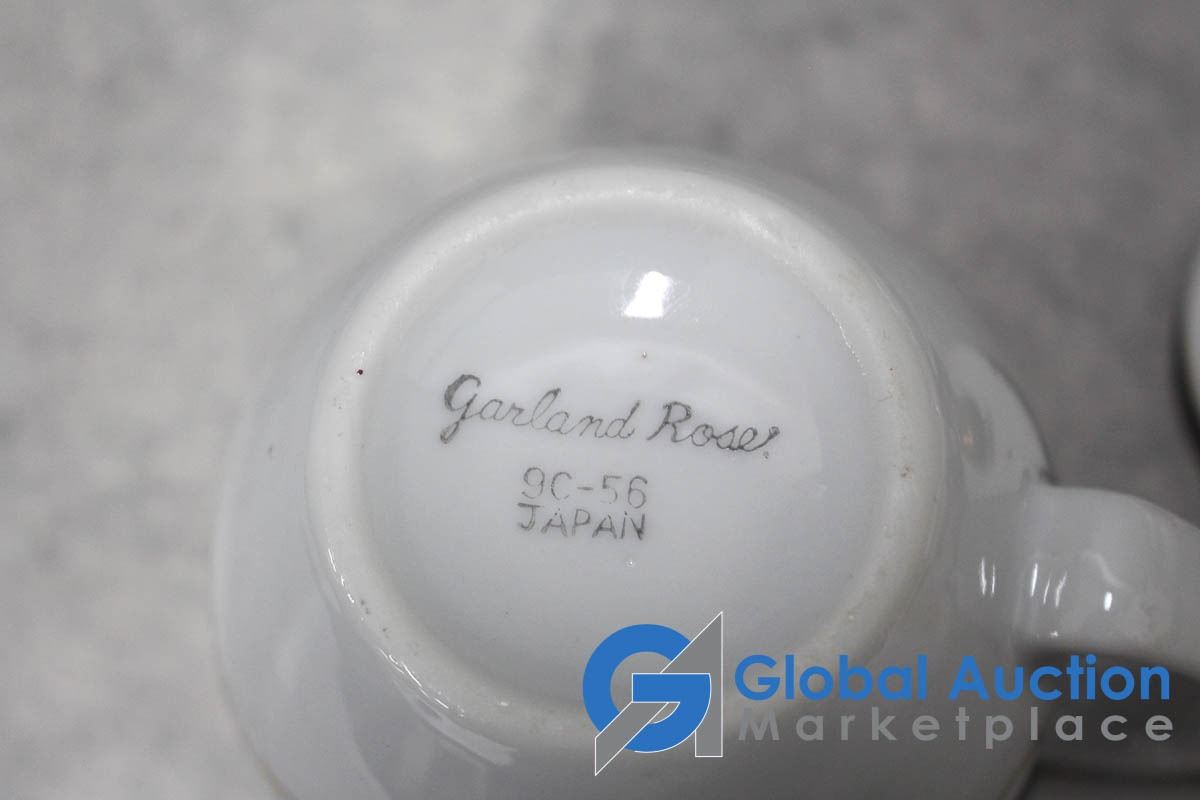 Garland Rose
9C-56
JAPAN
Global Auction
Marketplace